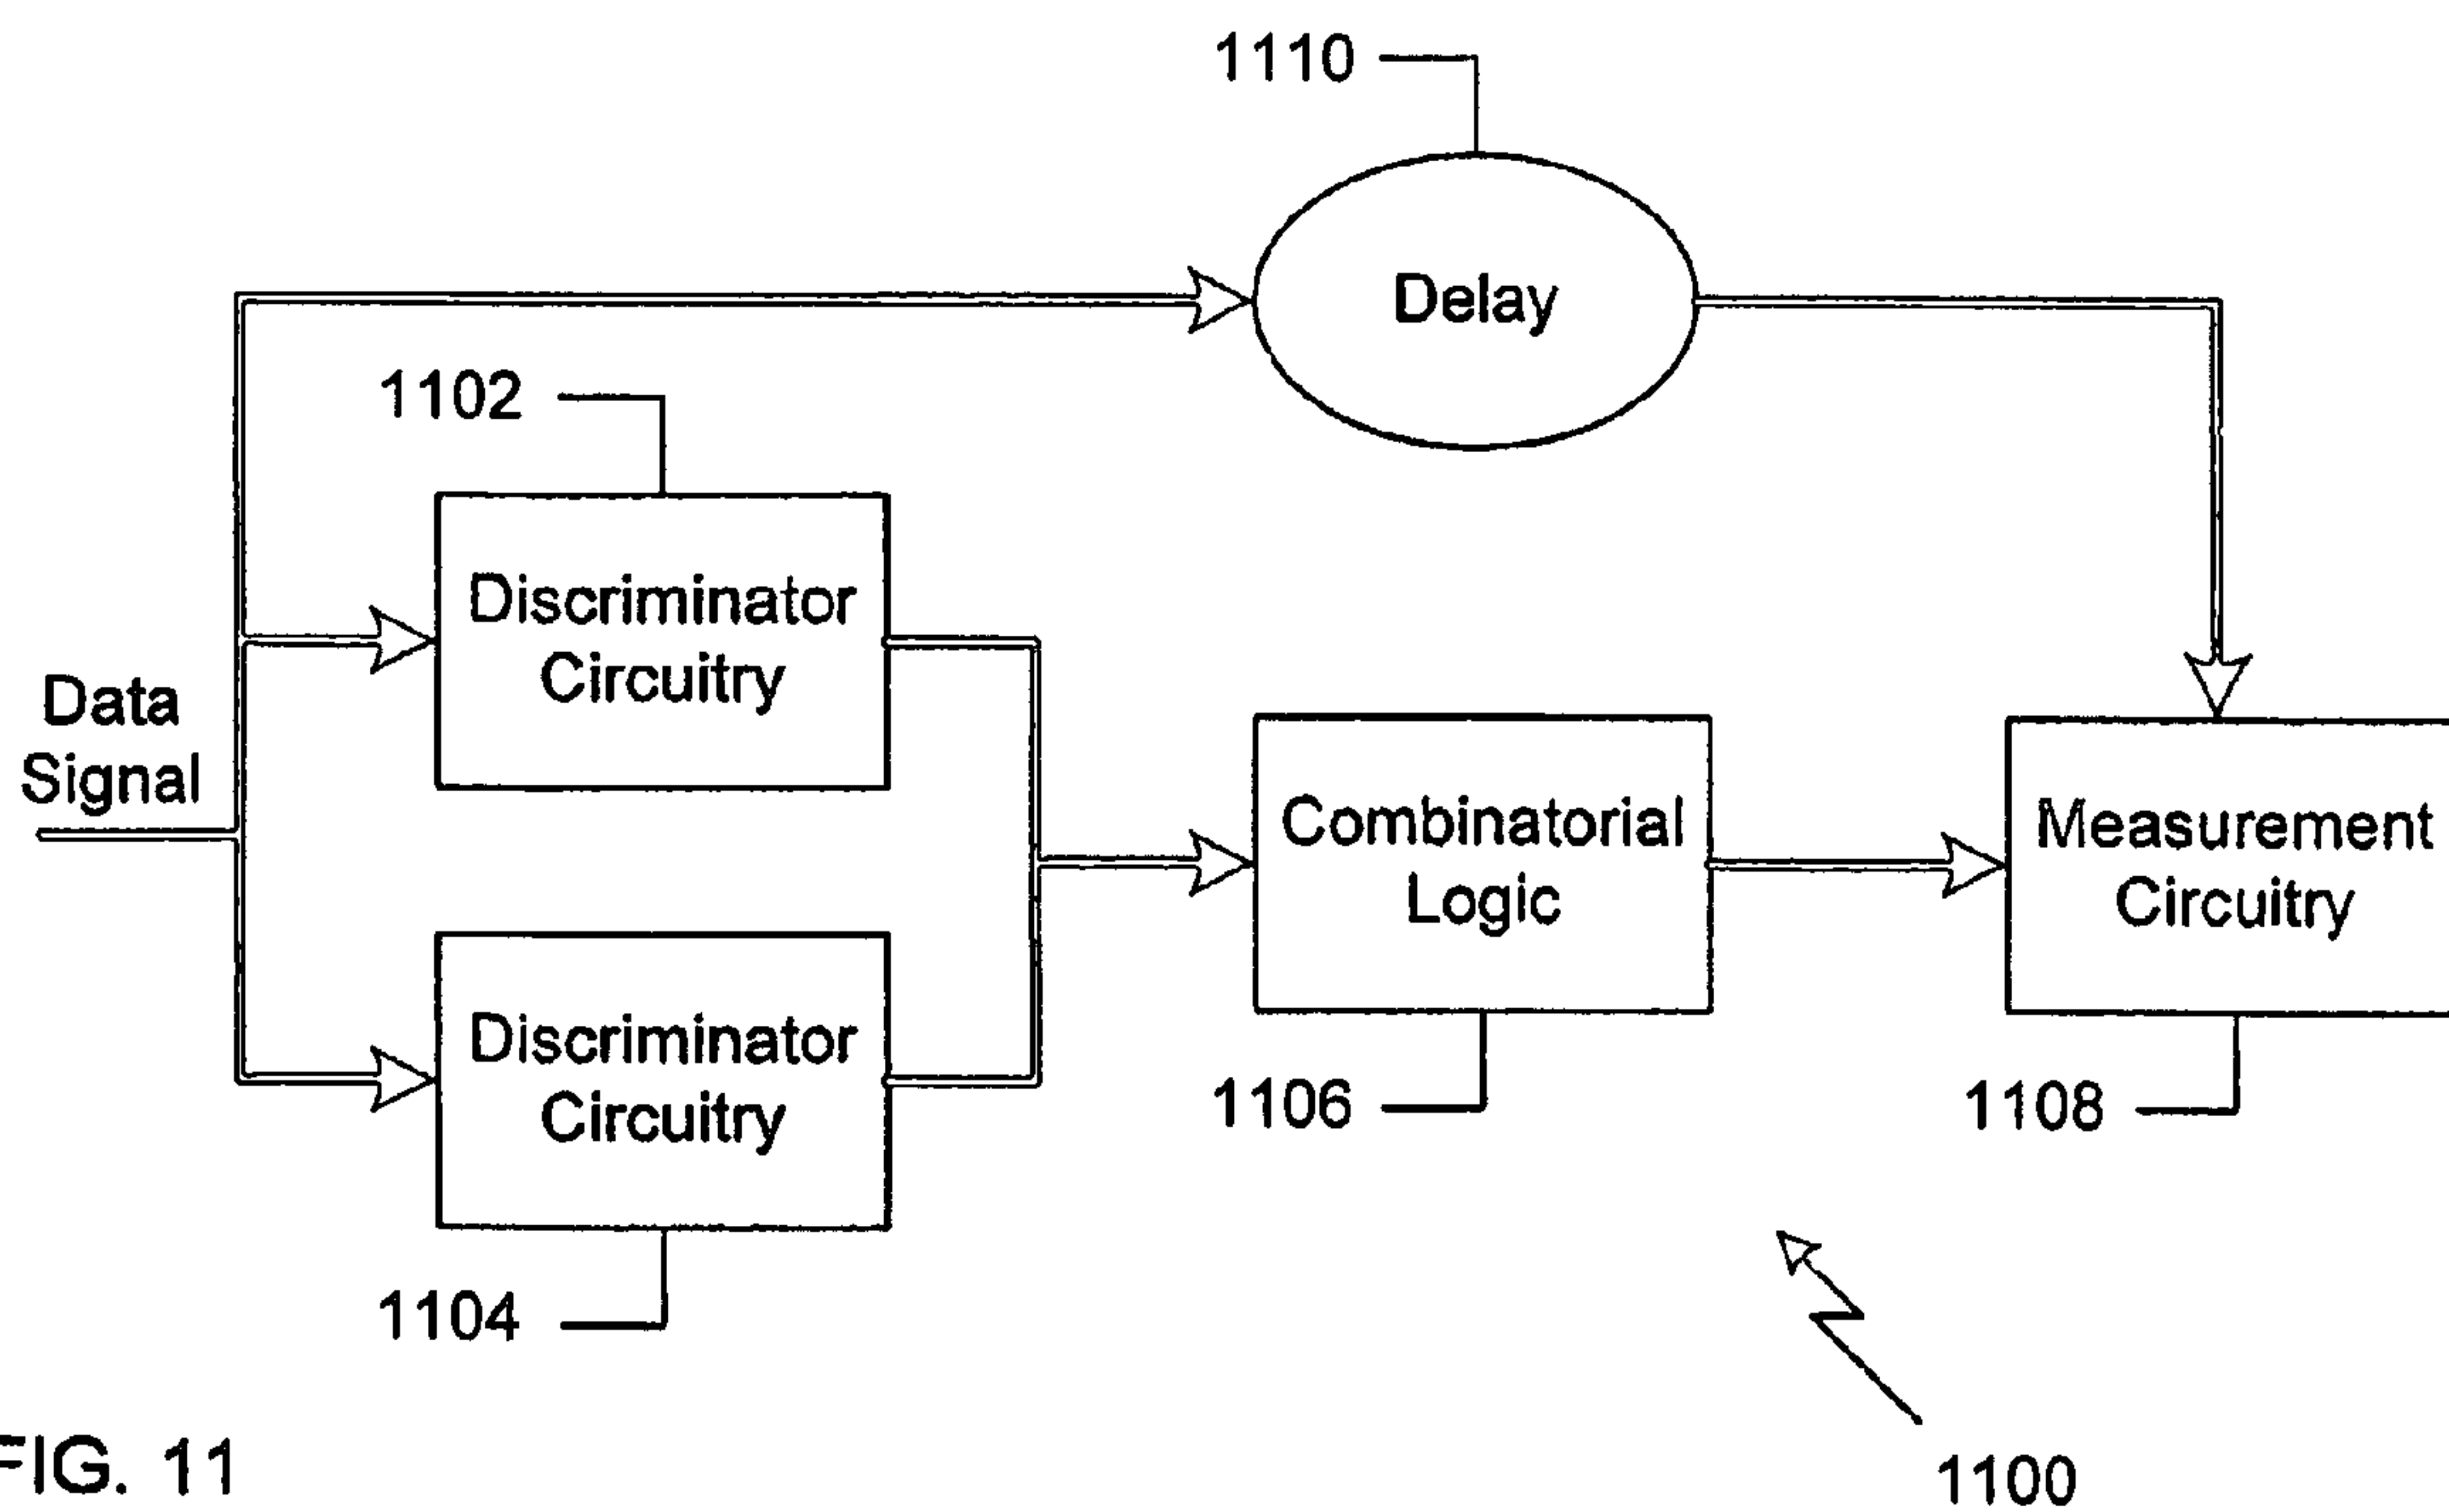 1110
Delay
1102
Discriminator
Circuitry
Data
Signal
Combinatorial
Logic
Measurement
Circuitry
Discriminator
Circuitry
1106
1108
1104
FIG. 11
1100